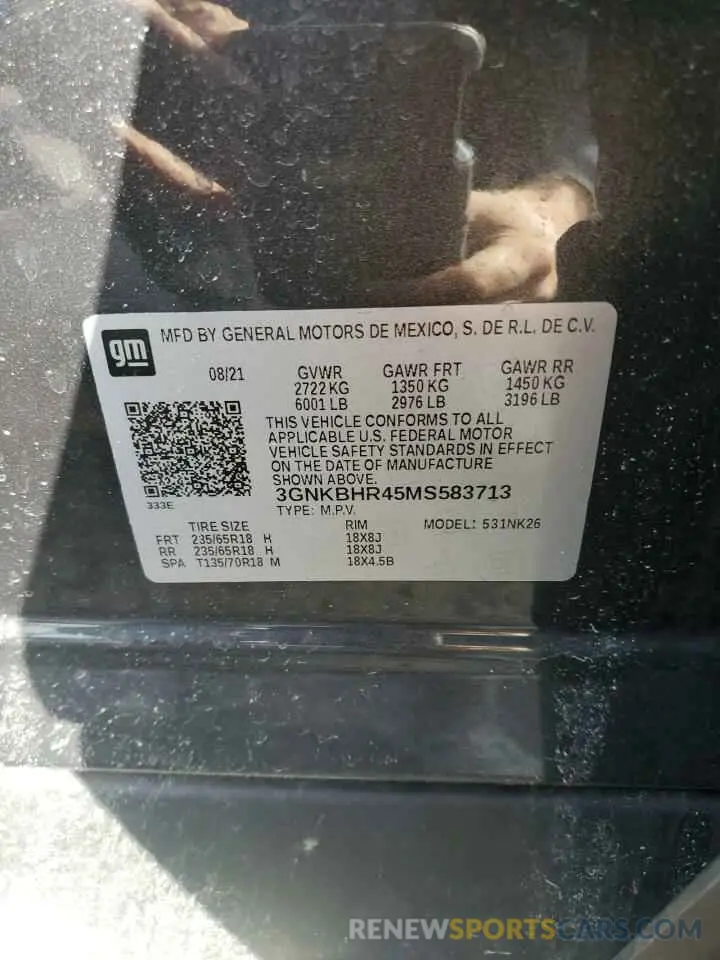 gm
MFD BY GENERAL MOTORS DE MEXICO, S. DE R.L. DE C.V.
08/21 GVWR GAWR FRT GAWR RR
2722 KG 1350 KG 1450 KG
6001 LB 2976 LB 3196 LB
THIS VEHICLE CONFORMS TO ALL
APPLICABLE U.S. FEDERAL MOTOR
VEHICLE SAFETY STANDARDS IN EFFECT
ON THE DATE OF MANUFACTURE
SHOWN ABOVE.
3GNKBHR45MS583713
333E TYPE: M.P.V.
TIRE SIZE RIM MODEL: 531NK26
FRT 235/65R18 H 18X8J
RR 235/65R18 H 18X8J
SPA T135/70R18 M 18X4.5B
RENEWSPORTSCARS.COM